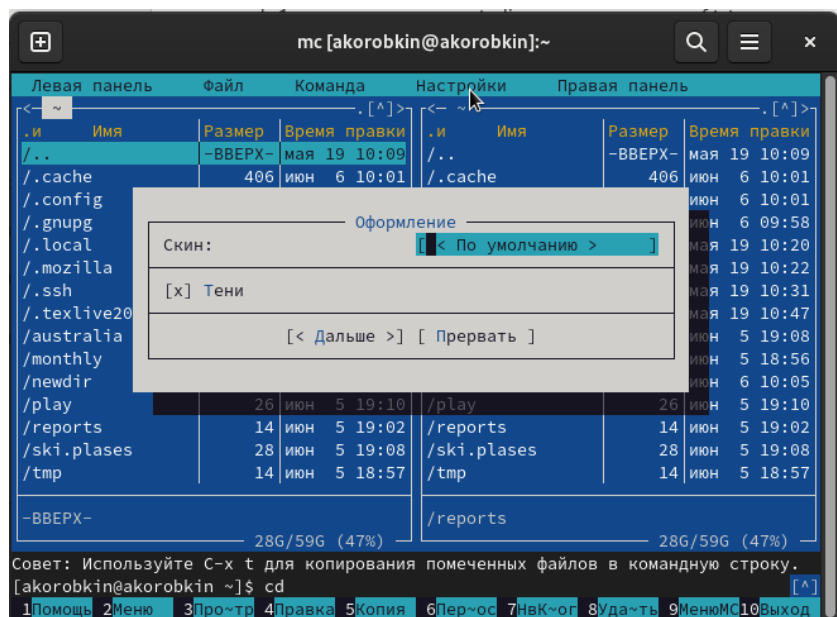 mc [akorobkin@akorobkin]:~
Левая панель Файл Команда Настройки Правая панель
<— ~ .[^]> <— ~ .[^]>
.и Имя Размер Время правки .и Имя Размер Время правки
/.. -ВВЕРХ- мая 19 10:09 /.. -ВВЕРХ- мая 19 10:09
/.cache 406 июн 6 10:01 /.cache 406 июн 6 10:01
/.config июн 6 10:01
/.gnupg Оформление июн 6 09:58
/.local Скин: [ < По умолчанию > ] мая 19 10:20
/.mozilla мая 19 10:22
/.ssh [x] Тени мая 19 10:31
/.texlive20 мая 19 10:47
/australia [< Дальше >] [ Прервать ] июн 5 19:08
/monthly июн 5 18:56
/newdir июн 6 10:05
/play 26 июн 5 19:10 /play 26 июн 5 19:10
/reports 14 июн 5 19:02 /reports 14 июн 5 19:02
/ski.plases 28 июн 5 19:08 /ski.plases 28 июн 5 19:08
/tmp 14 июн 5 18:57 /tmp 14 июн 5 18:57
-ВВЕРХ- /reports
28G/59G (47%) 28G/59G (47%)
Совет: Используйте C-x t для копирования помеченных файлов в командную строку.
[akorobkin@akorobkin ~]$ cd [^]
1Помощь 2Меню 3Про~тр 4Правка 5Копия 6Пер~ос 7НвК~ог 8Уда~ть 9МенюMC 10Выход